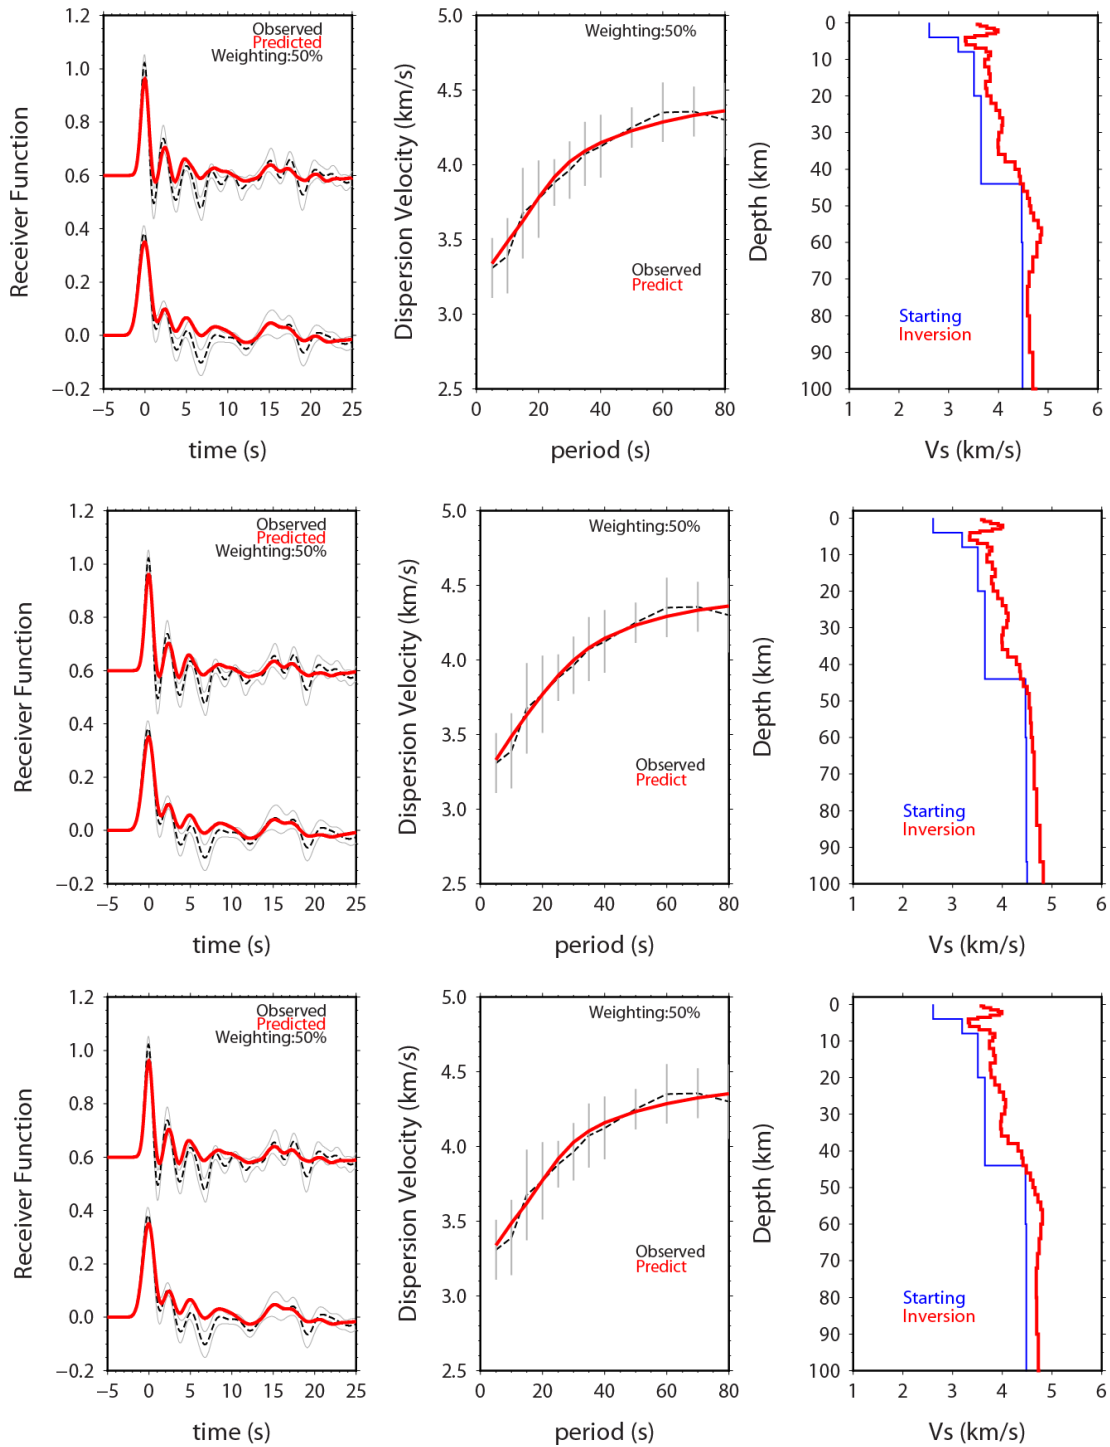 Receiver Function
1.2
1.0
0.8
0.6
0.4
0.2
0.0
−0.2
Observed
Predicted
Weighting:50%
−5 0 5 10 15 20 25
time (s)
Dispersion Velocity (km/s)
5.0
4.5
4.0
3.5
3.0
2.5
Weighting:50%
Observed
Predict
0 20 40 60 80
period (s)
Depth (km)
0
10
20
30
40
50
60
70
80
90
100
Starting
Inversion
1 2 3 4 5 6
Vs (km/s)
Receiver Function
1.2
1.0
0.8
0.6
0.4
0.2
0.0
−0.2
Observed
Predicted
Weighting:50%
−5 0 5 10 15 20 25
time (s)
Dispersion Velocity (km/s)
5.0
4.5
4.0
3.5
3.0
2.5
Weighting:50%
Observed
Predict
0 20 40 60 80
period (s)
Depth (km)
0
10
20
30
40
50
60
70
80
90
100
Starting
Inversion
1 2 3 4 5 6
Vs (km/s)
Receiver Function
1.2
1.0
0.8
0.6
0.4
0.2
0.0
−0.2
Observed
Predicted
Weighting:50%
−5 0 5 10 15 20 25
time (s)
Dispersion Velocity (km/s)
5.0
4.5
4.0
3.5
3.0
2.5
Weighting:50%
Observed
Predict
0 20 40 60 80
period (s)
Depth (km)
0
10
20
30
40
50
60
70
80
90
100
Starting
Inversion
1 2 3 4 5 6
Vs (km/s)